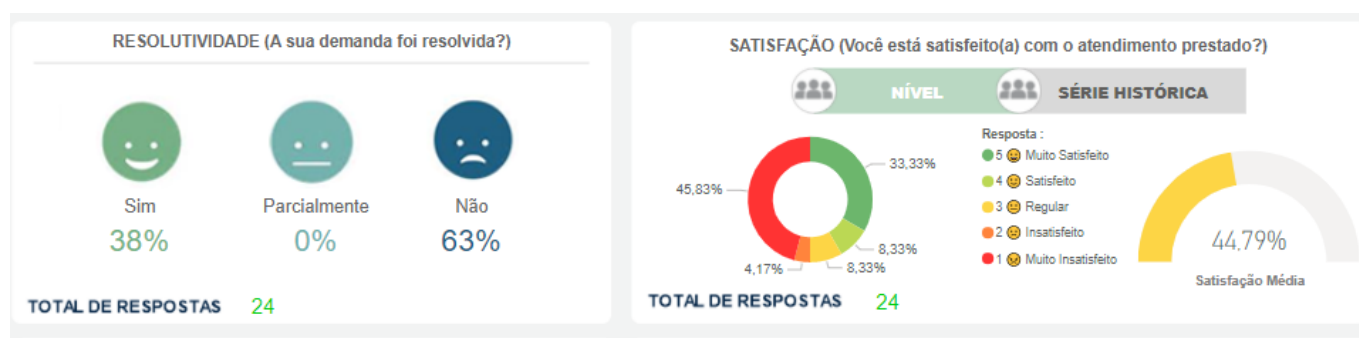 RESOLUTIVIDADE (A sua demanda foi resolvida?)
Sim
Parcialmente
Não
38%
0%
63%
TOTAL DE RESPOSTAS 24
SATISFAÇÃO (Você está satisfeito(a) com o atendimento prestado?)
NÍVEL
SÉRIE HISTÓRICA
33,33%
8,33%
8,33%
4,17%
45,83%
Resposta :
5 Muito Satisfeito
4 Satisfeito
3 Regular
2 Insatisfeito
1 Muito Insatisfeito
44,79%
Satisfação Média
TOTAL DE RESPOSTAS 24